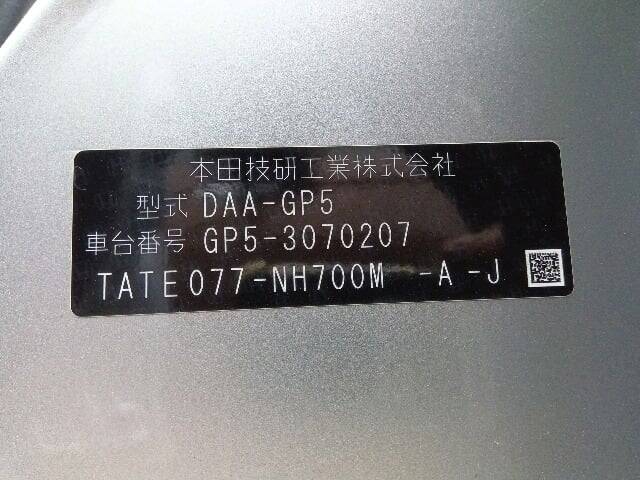 本田技研工業株式会社
型式 DAA-GP5
車台番号 GP5-3070207
TATE077-NH700M -A-J